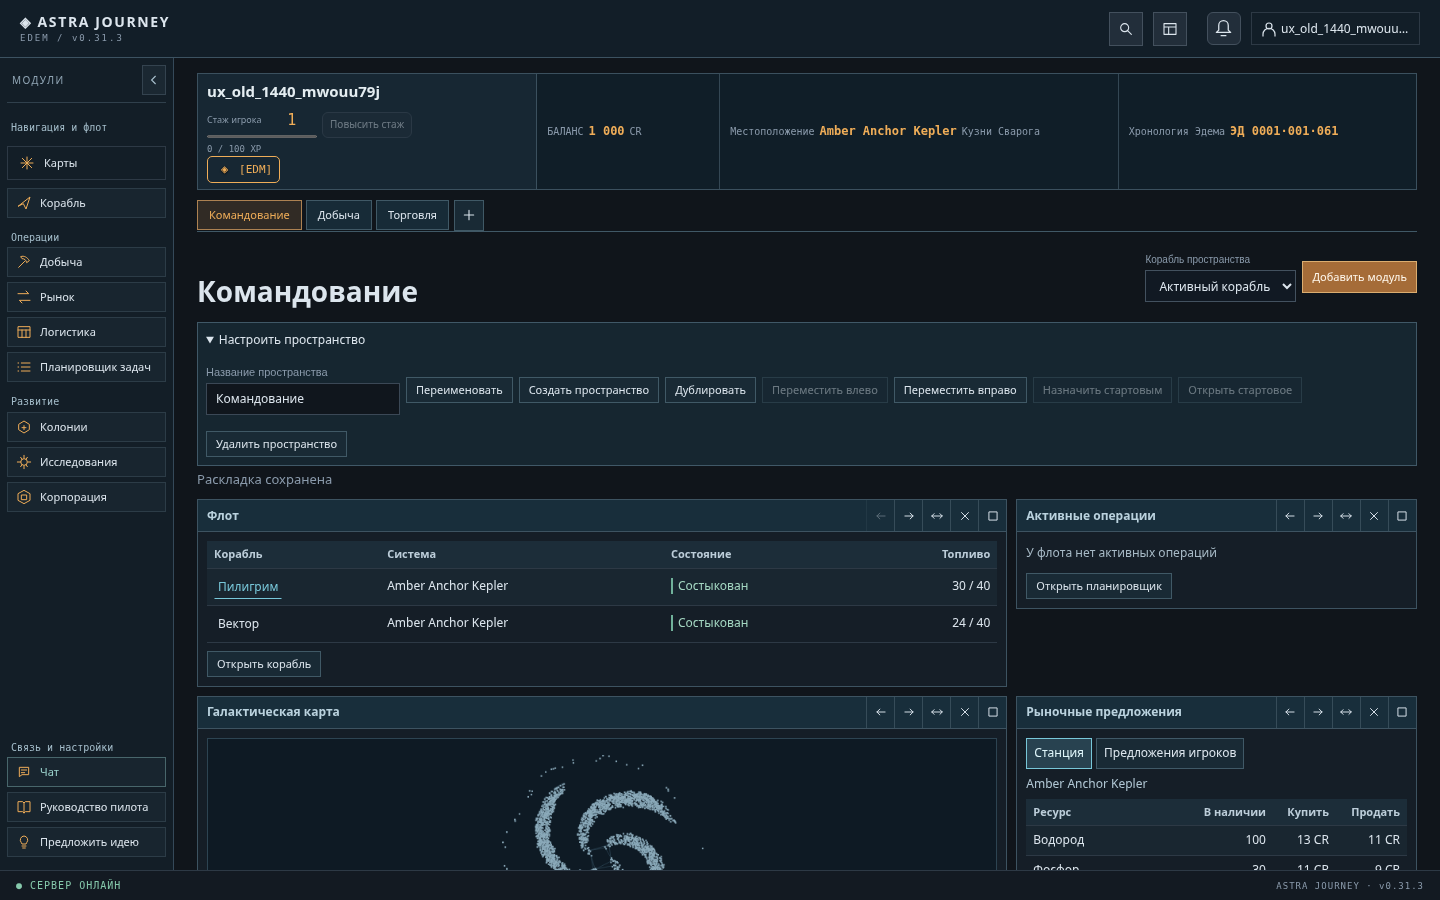 ◈ ASTRA JOURNEY
EDEM / v0.31.3
ux_old_1440_mwouu...
МОДУЛИ
Навигация и флот
Карты
Корабль
Операции
Добыча
Рынок
Логистика
Планировщик задач
Развитие
Колонии
Исследования
Корпорация
Связь и настройки
Чат
Руководство пилота
Предложить идею
ux_old_1440_mwouu79j
Стаж игрока 1 Повысить стаж
0 / 100 XP
◈ [EDM]
БАЛАНС 1 000 CR
Местоположение Amber Anchor Kepler Кузни Сварога
Хронология Эдема ЭД 0001·001·061
Командование Добыча Торговля +
Командование
Корабль пространства
Активный корабль
Добавить модуль
▼ Настроить пространство
Название пространства
Командование
Переименовать Создать пространство Дублировать Переместить влево Переместить вправо Назначить стартовым Открыть стартовое
Удалить пространство
Раскладка сохранена
Флот
Корабль Система Состояние Топливо
Пилигрим Amber Anchor Kepler Состыкован 30 / 40
Вектор Amber Anchor Kepler Состыкован 24 / 40
Открыть корабль
Активные операции
У флота нет активных операций
Открыть планировщик
Галактическая карта
Рыночные предложения
Станция Предложения игроков
Amber Anchor Kepler
Ресурс В наличии Купить Продать
Водород 100 13 CR 11 CR
Фосфор 30 11 CR 9 CR
● СЕРВЕР ОНЛАЙН
ASTRA JOURNEY · v0.31.3